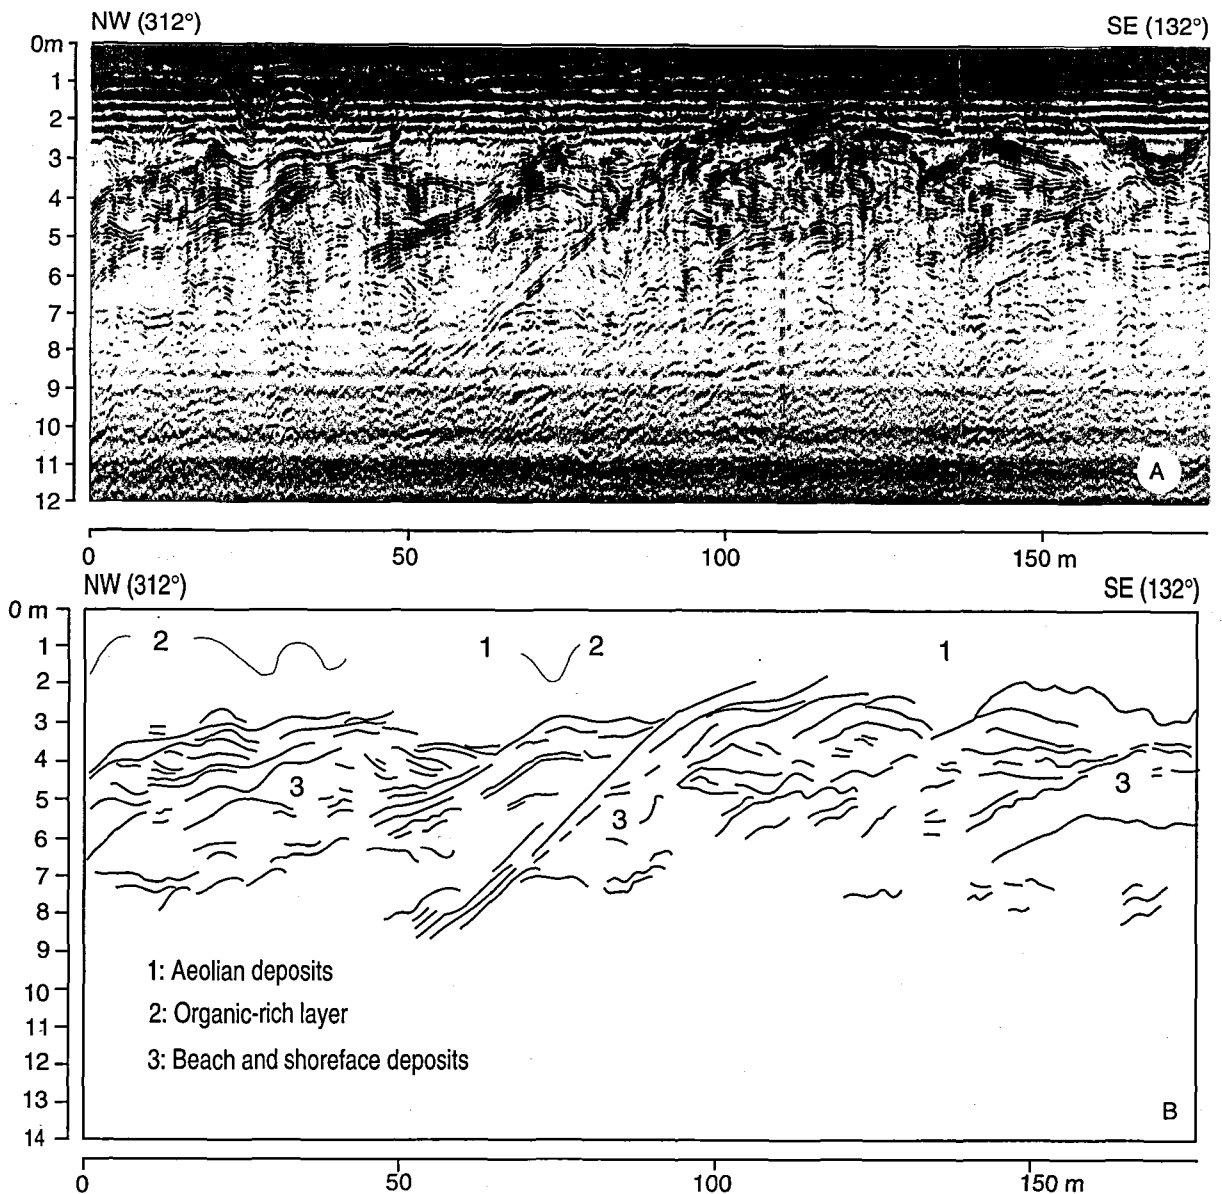 NW (312°) SE (132°)
0m
1
2
3
4
5
6
7
8
9
10
11
12
A
0 50 100 150 m
NW (312°) SE (132°)
0 m
1
2
3
4
5
6
7
8
9
10
11
12
13
14
2 1 2 1
3 3 3
1: Aeolian deposits
2: Organic-rich layer
3: Beach and shoreface deposits
B
0 50 100 150 m